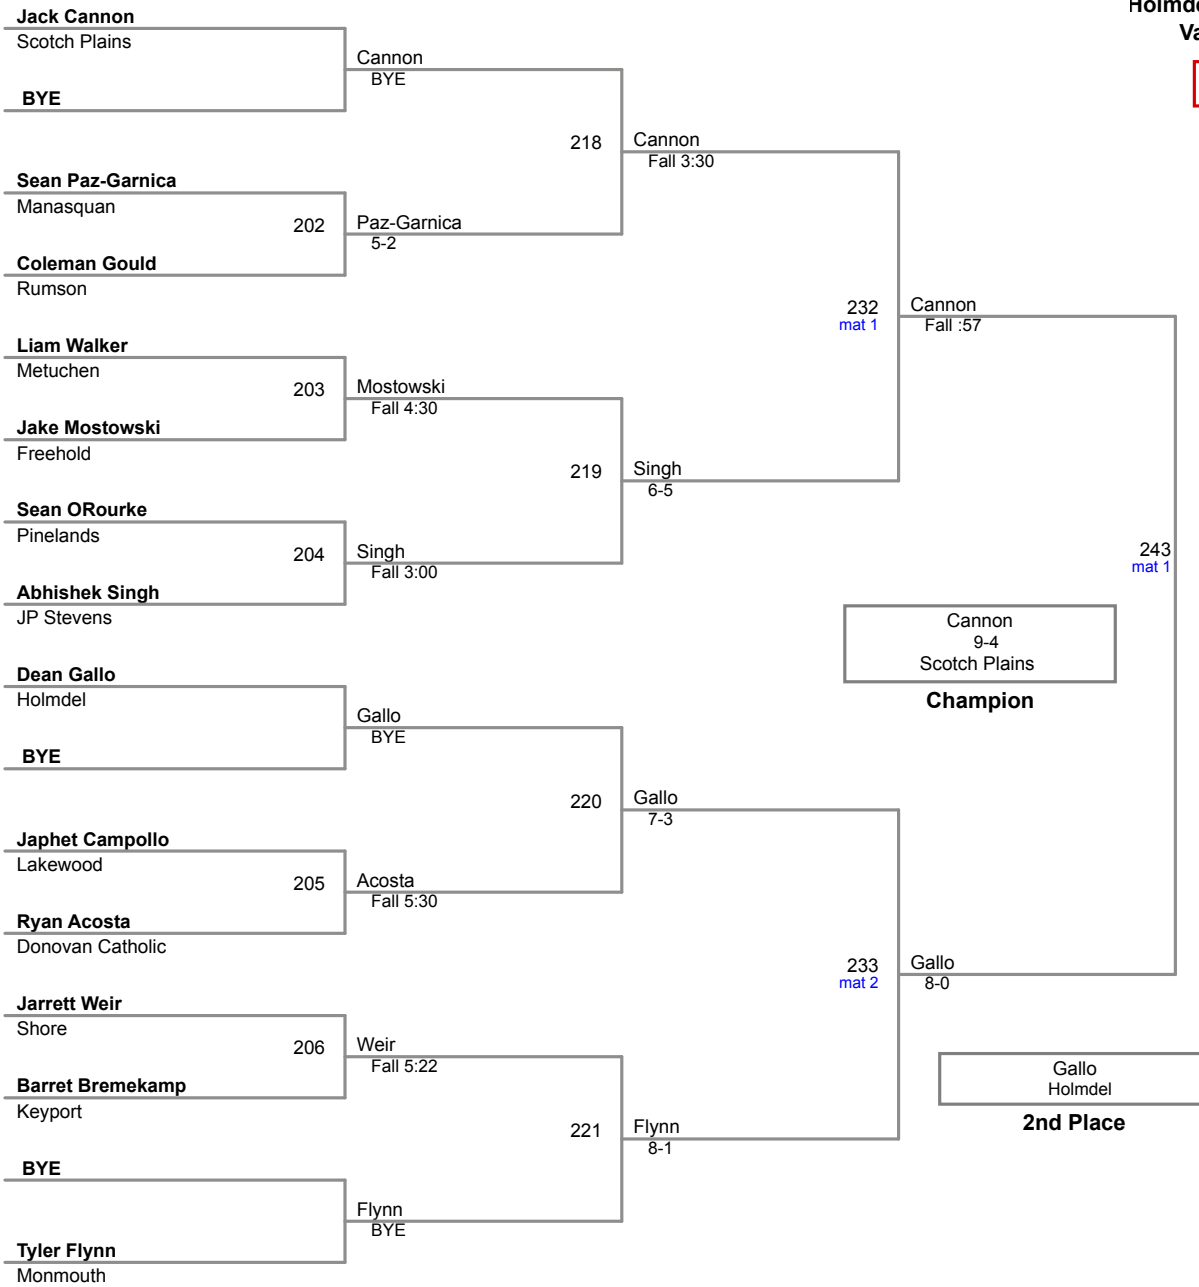 Jack Cannon
Scotch Plains
BYE
Cannon
BYE
Sean Paz-Garnica
Manasquan
202
Coleman Gould
Rumson
Paz-Garnica
5-2
218
Cannon
Fall 3:30
Liam Walker
Metuchen
203
Jake Mostowski
Freehold
Mostowski
Fall 4:30
Sean ORourke
Pinelands
204
Abhishek Singh
JP Stevens
Singh
Fall 3:00
219
Singh
6-5
232
mat 1
Cannon
Fall :57
Dean Gallo
Holmdel
BYE
Gallo
BYE
Japhet Campollo
Lakewood
205
Ryan Acosta
Donovan Catholic
Acosta
Fall 5:30
220
Gallo
7-3
Jarrett Weir
Shore
206
Barret Bremekamp
Keyport
Weir
Fall 5:22
BYE
Tyler Flynn
Monmouth
Flynn
BYE
221
Flynn
8-1
233
mat 2
Gallo
8-0
243
mat 1
Cannon
9-4
Scotch Plains
Champion
Gallo
Holmdel
2nd Place